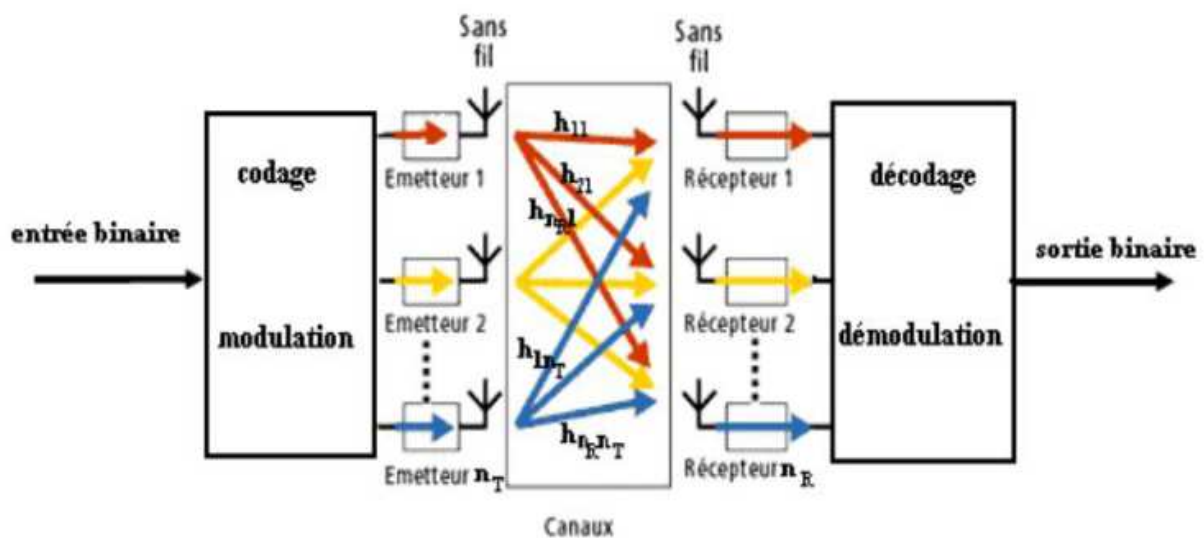 Sans
fil
Sans
fil
h11
codage
Emetteur 1
h21
Récepteur 1
décodage
hnR1
entrée binaire
sortie binaire
modulation
Emetteur 2
Récepteur 2
démodulation
h1nT
hnRnT
Emetteur nT
Récepteur nR
Canaux